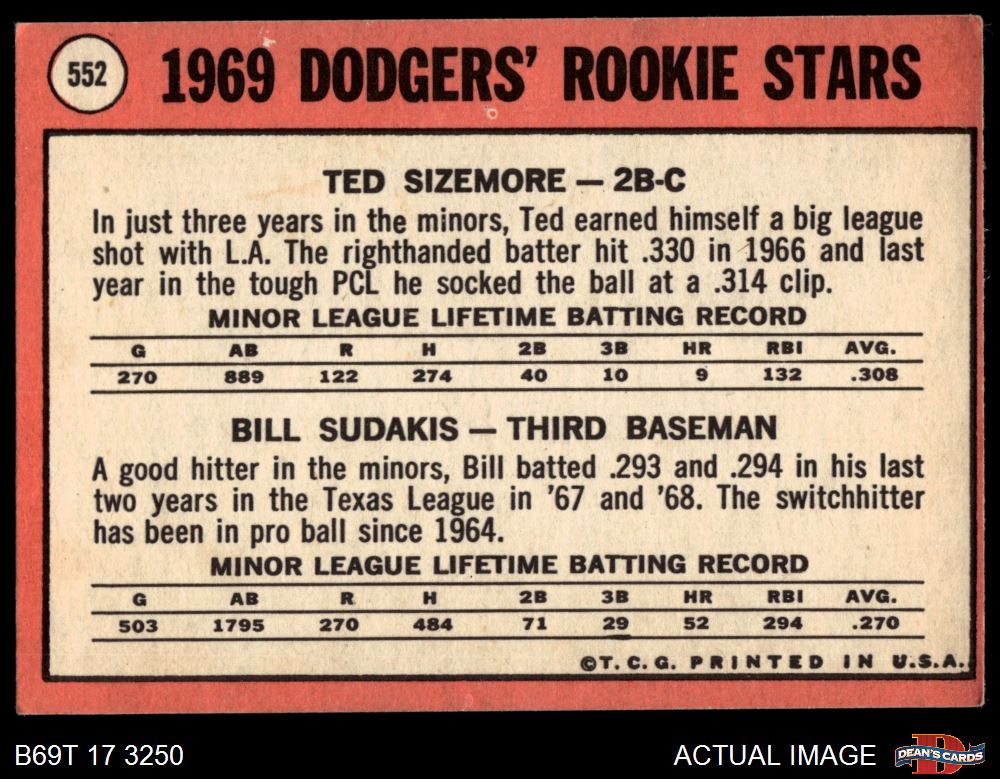 552
1969 DODGERS' ROOKIE STARS
TED SIZEMORE — 2B-C
In just three years in the minors, Ted earned himself a big league
shot with L.A. The righthanded batter hit .330 in 1966 and last
year in the tough PCL he socked the ball at a .314 clip.
MINOR LEAGUE LIFETIME BATTING RECORD
G AB R H 2B 3B HR RBI AVG.
270 889 122 274 40 10 9 132 .308
BILL SUDAKIS — THIRD BASEMAN
A good hitter in the minors, Bill batted .293 and .294 in his last
two years in the Texas League in '67 and '68. The switchhitter
has been in pro ball since 1964.
MINOR LEAGUE LIFETIME BATTING RECORD
G AB R H 2B 3B HR RBI AVG.
503 1795 270 484 71 29 52 294 .270
©T.C.G. PRINTED IN U.S.A.
B69T 17 3250
ACTUAL IMAGE
DEAN'S CARDS